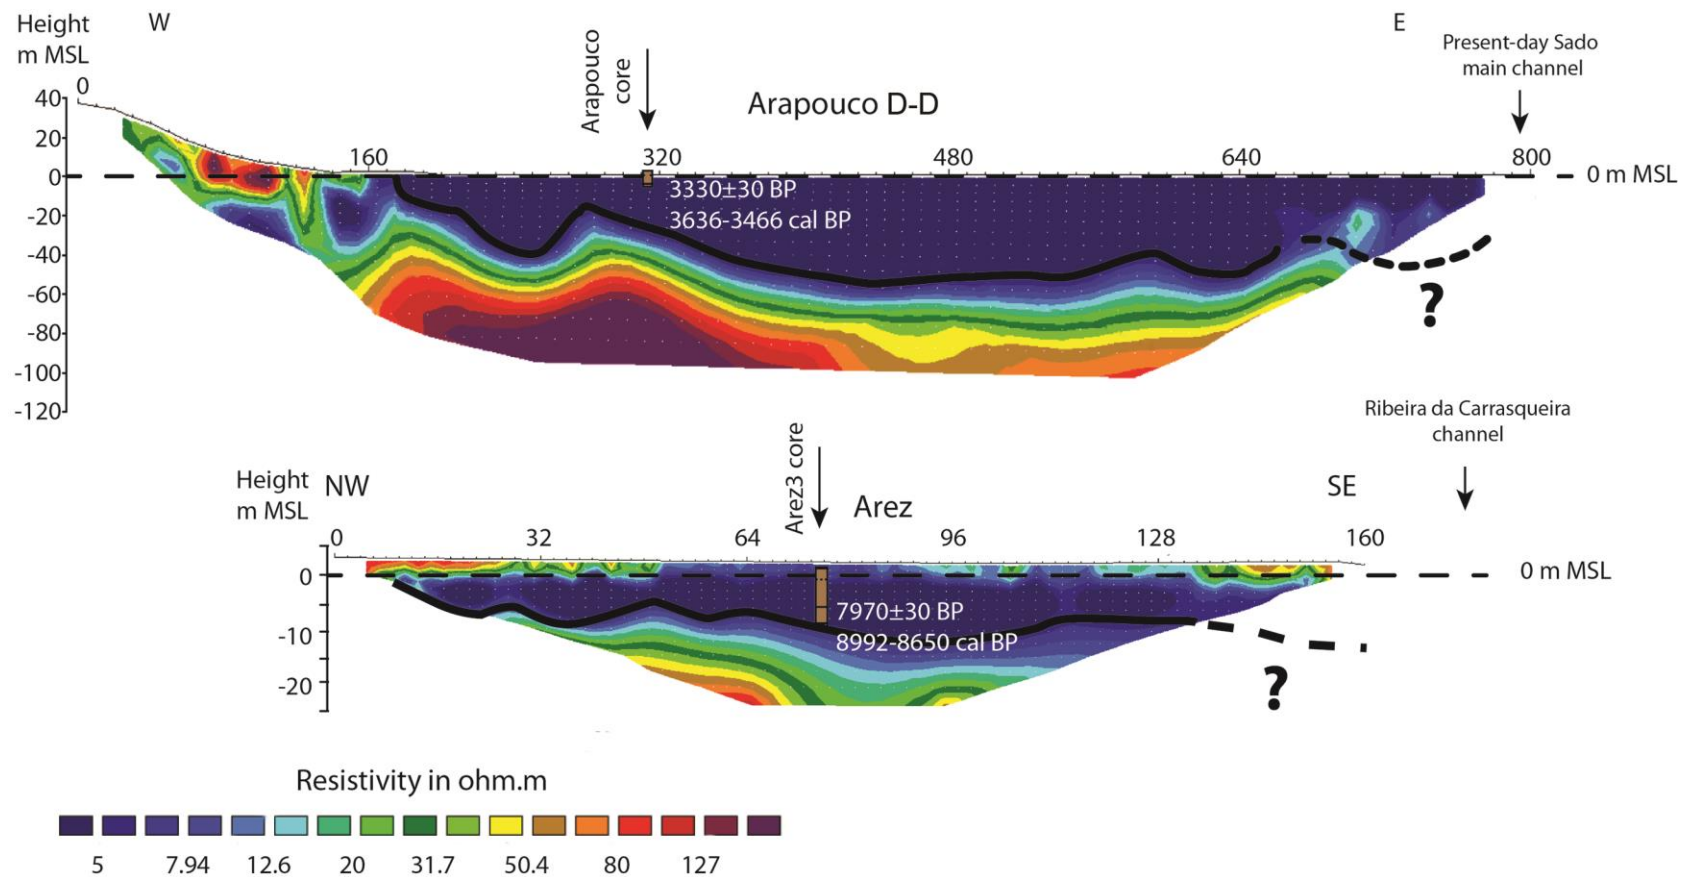 Height
m MSL
W
E
Present-day Sado
main channel
Arapouco
core
Arapouco D-D
0
40
20
0
-20
-40
-60
-80
-100
-120
160
320
480
640
800
0 m MSL
3330±30 BP
3636-3466 cal BP
?
Ribeira da Carrasqueira
channel
Height
m MSL
NW
Arez3 core
Arez
SE
0
32
64
96
128
160
0
-10
-20
0 m MSL
7970±30 BP
8992-8650 cal BP
?
Resistivity in ohm.m
5
7.94
12.6
20
31.7
50.4
80
127